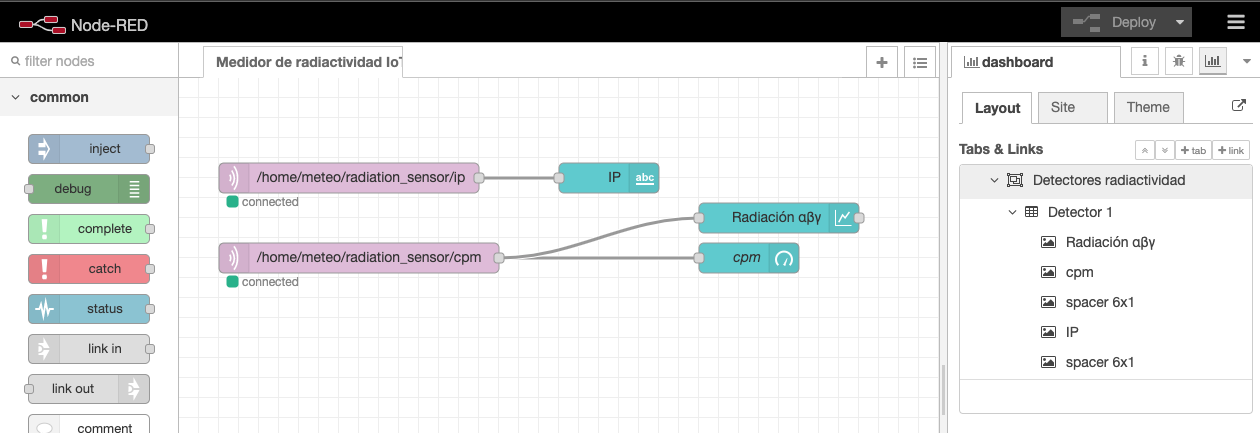 Node-RED
Deploy
filter nodes
common
inject
debug
complete
catch
status
link in
link out
comment
Medidor de radiactividad IoT
/home/meteo/radiation_sensor/ip
connected
IP
abc
Radiación αβγ
/home/meteo/radiation_sensor/cpm
connected
cpm
dashboard
i
Layout
Site
Theme
Tabs & Links
+ tab
+ link
Detectores radiactividad
Detector 1
Radiación αβγ
cpm
spacer 6x1
IP
spacer 6x1